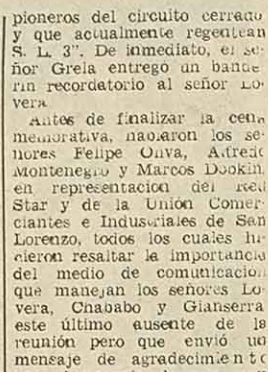 pioneros del circuito cerrado
y que actualmente regentean
S. L. 3". De inmediato, el se-
ñor Grela entregó un bande-
rín recordatorio al señor Lo-
vera.
Antes de finalizar la cena
memorativa, hablaron los se-
ñores Felipe Oliva, Alfredo
Montenegro y Marcos Dookin,
en representación del Red
Star y de la Unión Comer-
ciantes e Industriales de San
Lorenzo, todos los cuales hi-
cieron resaltar la importancia
del medio de comunicación
que manejan los señores Lo-
vera, Chababo y Gianserra
este último ausente de la
reunión pero que envió un
mensaje de agradecimiento